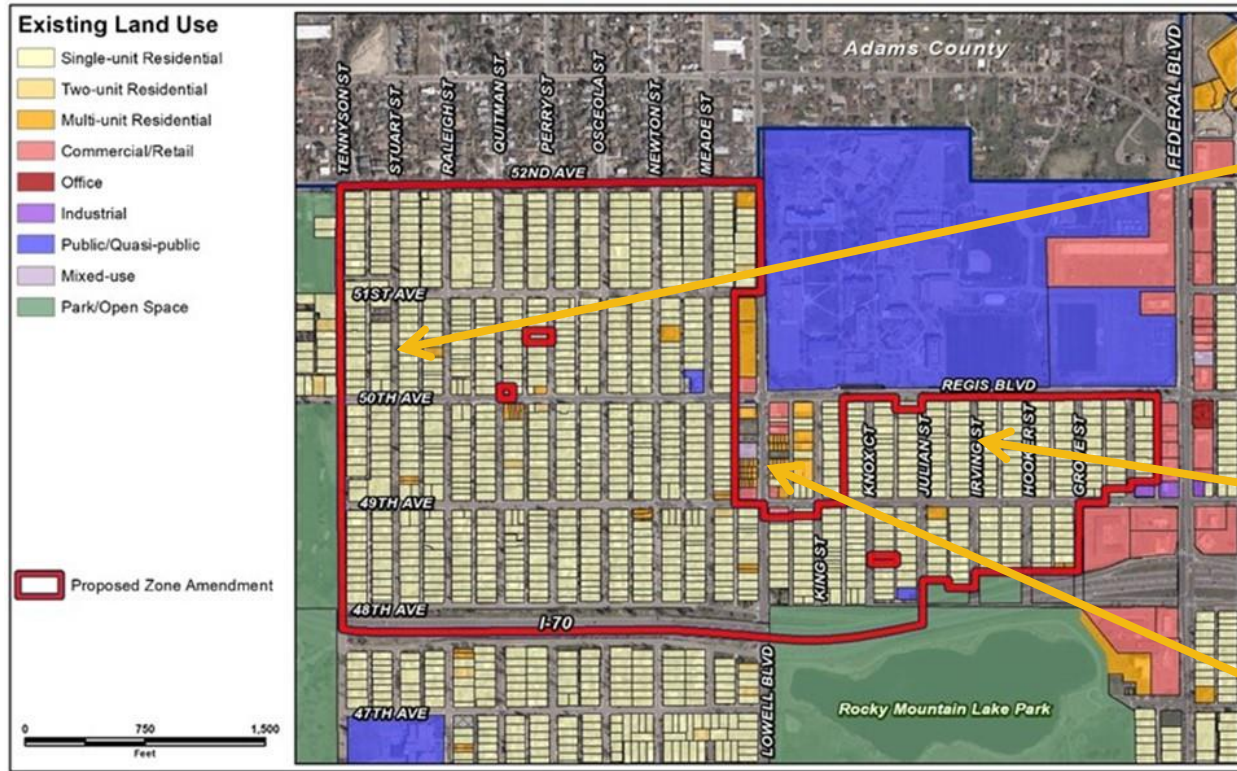 Existing Land Use
Single-unit Residential
Two-unit Residential
Multi-unit Residential
Commercial/Retail
Office
Industrial
Public/Quasi-public
Mixed-use
Park/Open Space
Proposed Zone Amendment
0 750 1,500
Feet
Adams County
TENNYSON ST
STUART ST
RALEIGH ST
QUITMAN ST
PERRY ST
OSCEOLA ST
NEWTON ST
MEADE ST
FEDERAL BLVD
52ND AVE
51ST AVE
50TH AVE
REGIS BLVD
KNOX CT
JULIAN ST
IRVING ST
HOOKER ST
GROVE ST
49TH AVE
KING ST
48TH AVE
I-70
LOWELL BLVD
Rocky Mountain Lake Park
47TH AVE